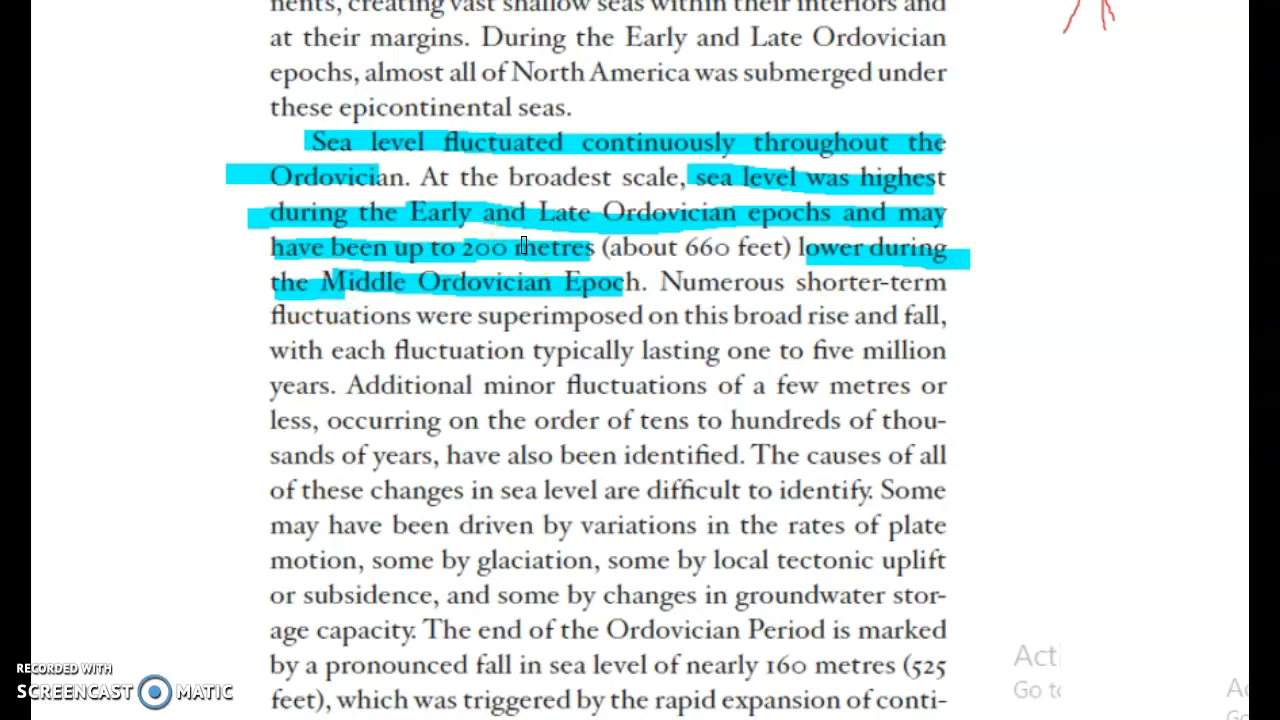 nents, creating vast shallow seas within their interiors and
at their margins. During the Early and Late Ordovician
epochs, almost all of North America was submerged under
these epicontinental seas.
Sea level fluctuated continuously throughout the
Ordovician. At the broadest scale, sea level was highest
during the Early and Late Ordovician epochs and may
have been up to 200 metres (about 660 feet) lower during
the Middle Ordovician Epoch. Numerous shorter-term
fluctuations were superimposed on this broad rise and fall,
with each fluctuation typically lasting one to five million
years. Additional minor fluctuations of a few metres or
less, occurring on the order of tens to hundreds of thou-
sands of years, have also been identified. The causes of all
of these changes in sea level are difficult to identify. Some
may have been driven by variations in the rates of plate
motion, some by glaciation, some by local tectonic uplift
or subsidence, and some by changes in groundwater stor-
age capacity. The end of the Ordovician Period is marked
by a pronounced fall in sea level of nearly 160 metres (525
feet), which was triggered by the rapid expansion of conti-
Acti
Go to
RECORDED WITH
SCREENCAST MATIC